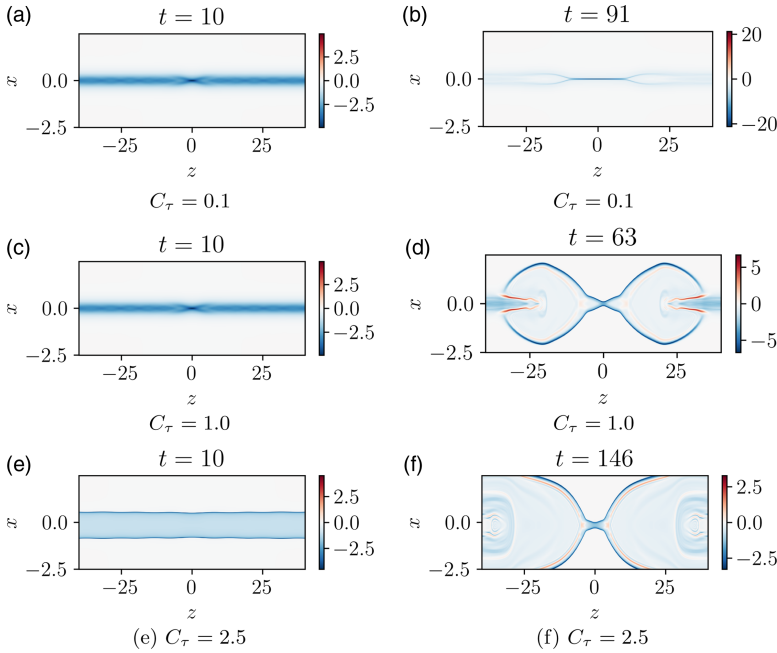 (a)
t = 10
x
0.0
−2.5
−25
0
25
z
2.5
0.0
−2.5
C_τ = 0.1
(b)
t = 91
x
0.0
−2.5
−25
0
25
z
20
0
−20
C_τ = 0.1
(c)
t = 10
x
0.0
−2.5
−25
0
25
z
2.5
0.0
−2.5
C_τ = 1.0
(d)
t = 63
x
0.0
−2.5
−25
0
25
z
5
0
−5
C_τ = 1.0
(e)
t = 10
x
0.0
−2.5
−25
0
25
z
2.5
0.0
−2.5
(e) C_τ = 2.5
(f)
t = 146
x
0.0
−2.5
−25
0
25
z
2.5
0.0
−2.5
(f) C_τ = 2.5